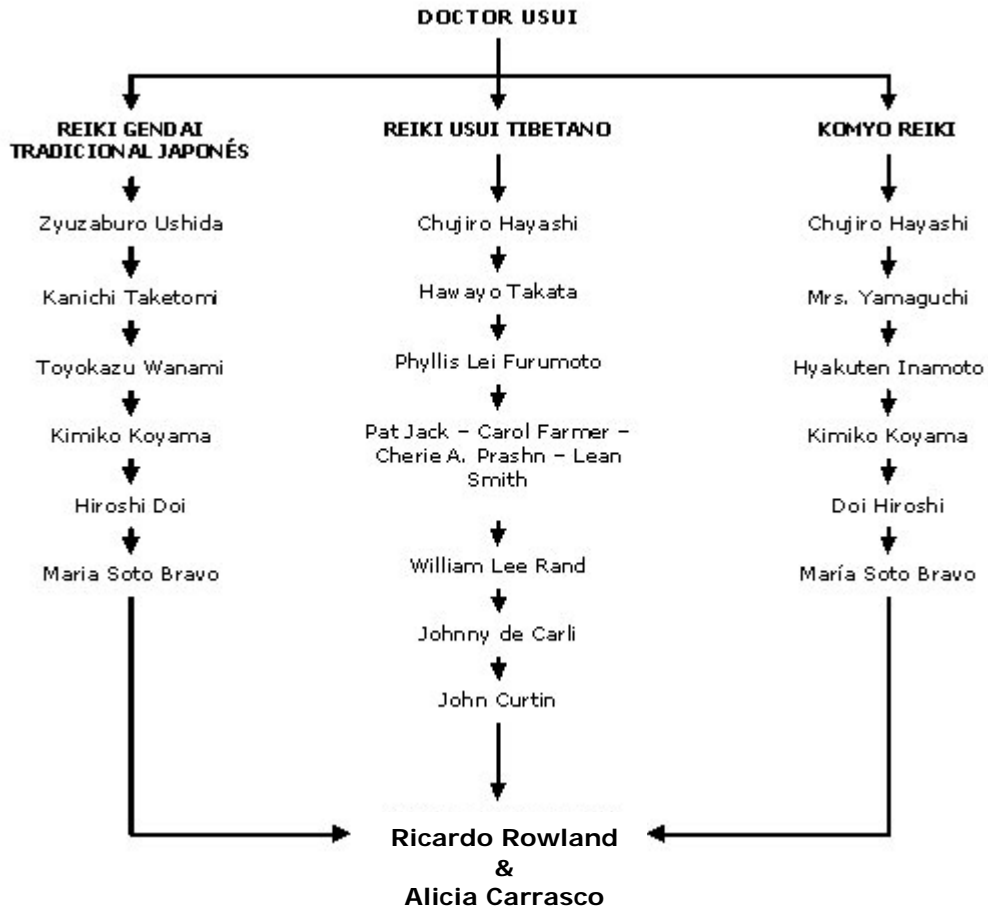 DOCTOR USUI
REIKI GENDAI
TRADICIONAL JAPONÉS
Zyuzaburo Ushida
Kanichi Taketomi
Toyokazu Wanami
Kimiko Koyama
Hiroshi Doi
Maria Soto Bravo
REIKI USUI TIBETANO
Chujiro Hayashi
Hawayo Takata
Phyllis Lei Furumoto
Pat Jack – Carol Farmer –
Cherie A. Prashn – Lean
Smith
William Lee Rand
Johnny de Carli
John Curtin
KOMYO REIKI
Chujiro Hayashi
Mrs. Yamaguchi
Hyakuten Inamoto
Kimiko Koyama
Doi Hiroshi
María Soto Bravo
Ricardo Rowland
&
Alicia Carrasco